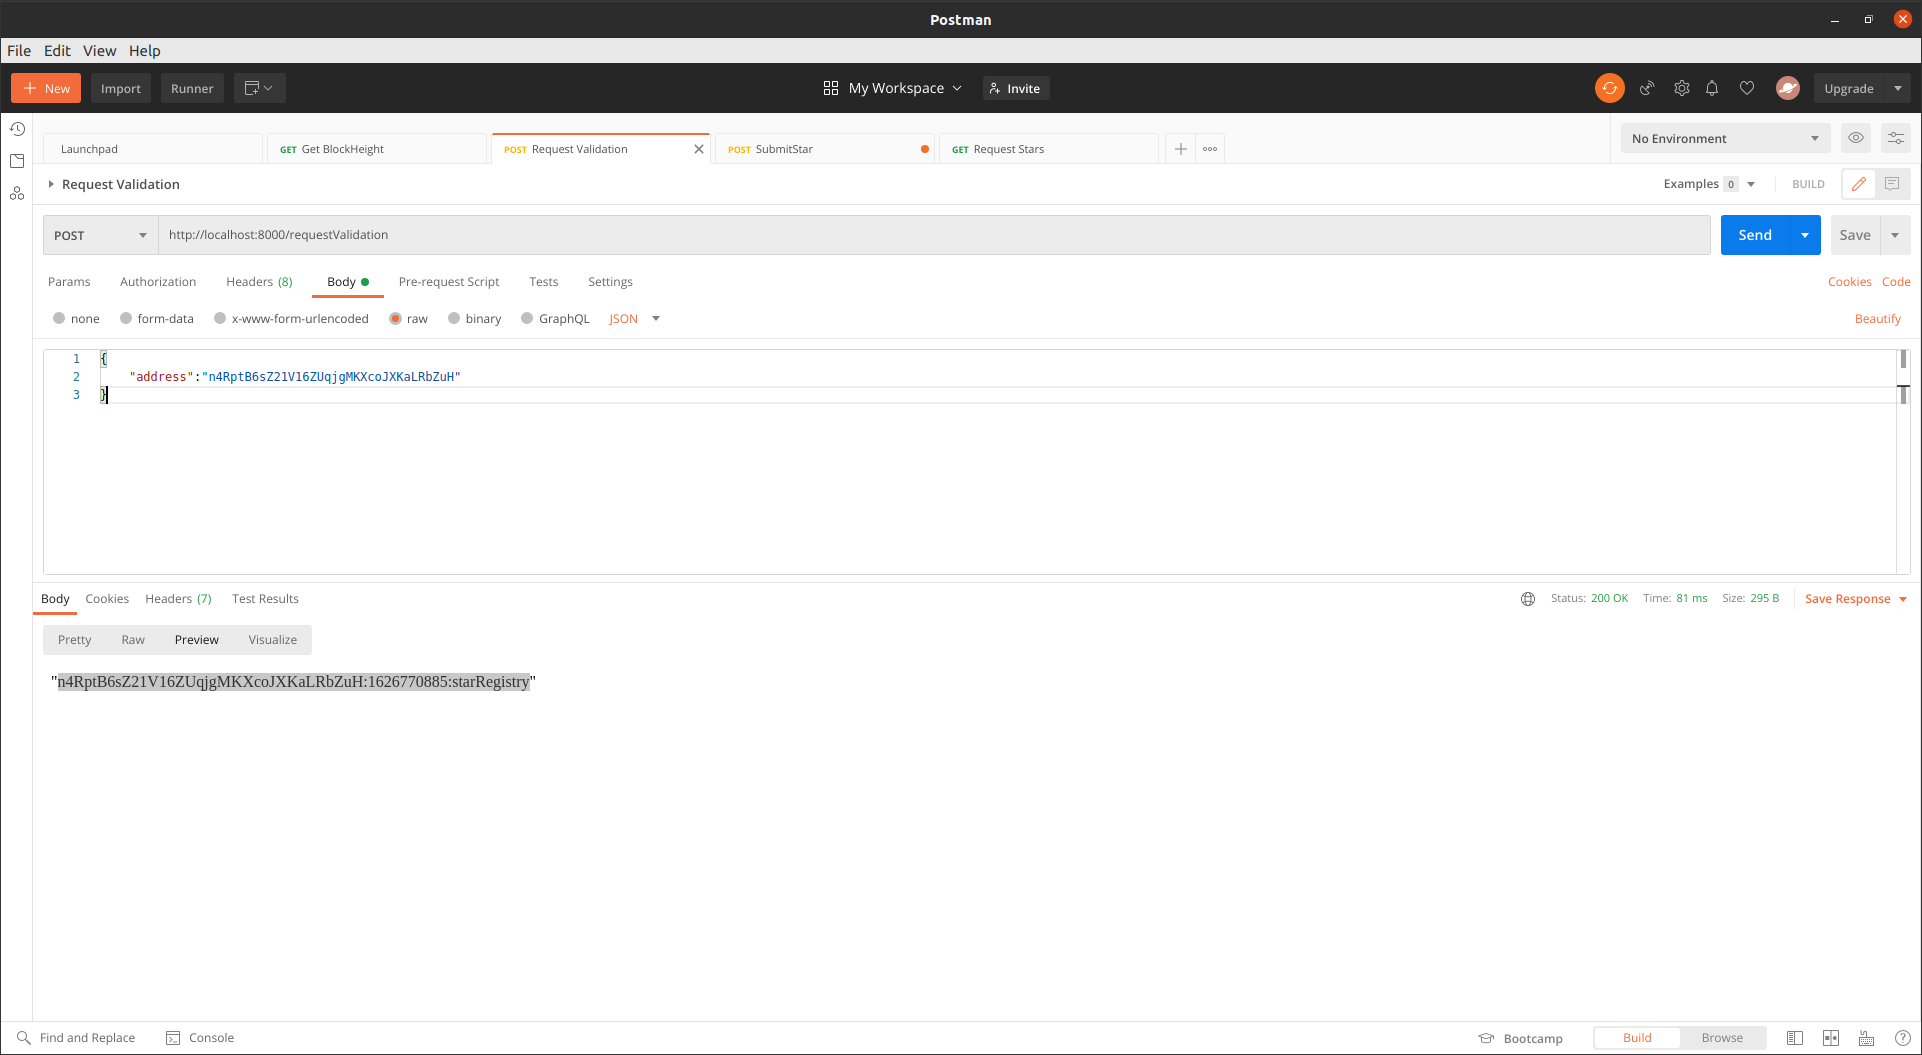 Postman
File Edit View Help
New Import Runner My Workspace Invite Upgrade
Launchpad GET Get BlockHeight POST Request Validation POST SubmitStar GET Request Stars No Environment
Request Validation Examples 0 BUILD
POST http://localhost:8000/requestValidation Send Save
Params Authorization Headers (8) Body Pre-request Script Tests Settings Cookies Code
none form-data x-www-form-urlencoded raw binary GraphQL JSON Beautify
1 {
2 "address":"n4RptB6sZ21V16ZUqjgMKXcoJXKaLRbZuH"
3 }
Body Cookies Headers (7) Test Results Status: 200 OK Time: 81 ms Size: 295 B Save Response
Pretty Raw Preview Visualize
"n4RptB6sZ21V16ZUqjgMKXcoJXKaLRbZuH:1626770885:starRegistry"
Find and Replace Console Bootcamp Build Browse